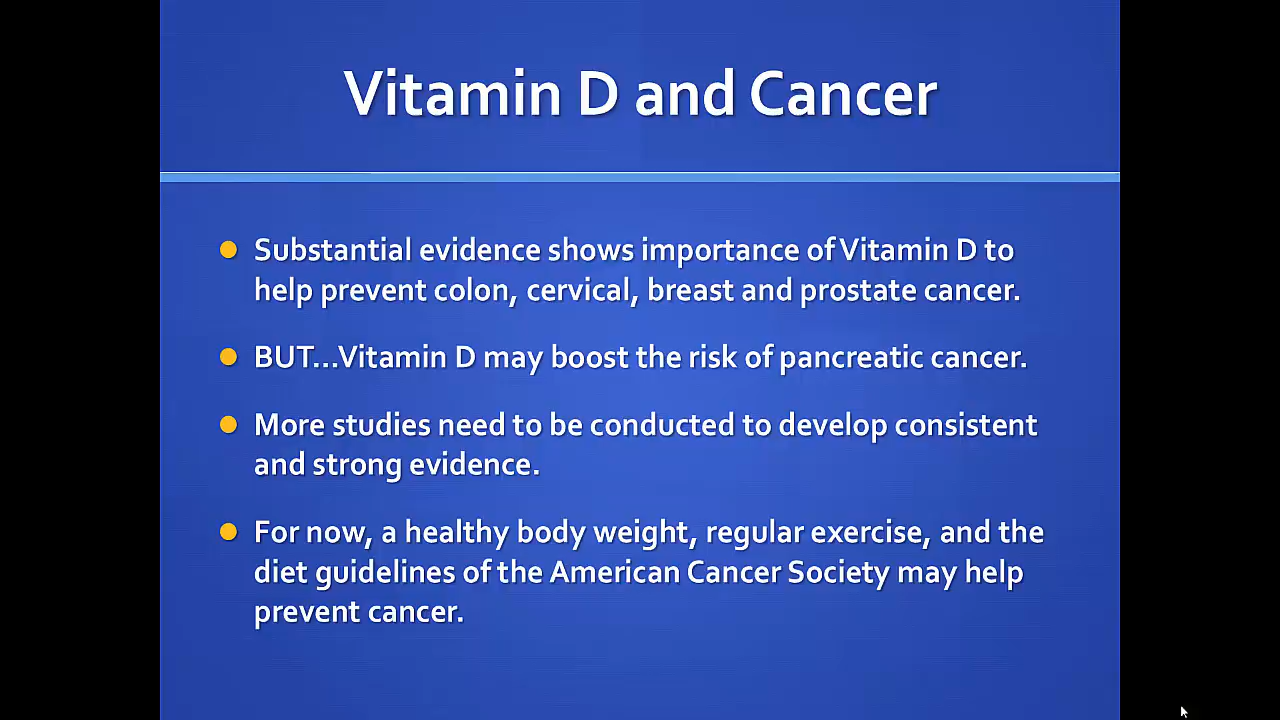 Vitamin D and Cancer
Substantial evidence shows importance of Vitamin D to
help prevent colon, cervical, breast and prostate cancer.
BUT...Vitamin D may boost the risk of pancreatic cancer.
More studies need to be conducted to develop consistent
and strong evidence.
For now, a healthy body weight, regular exercise, and the
diet guidelines of the American Cancer Society may help
prevent cancer.